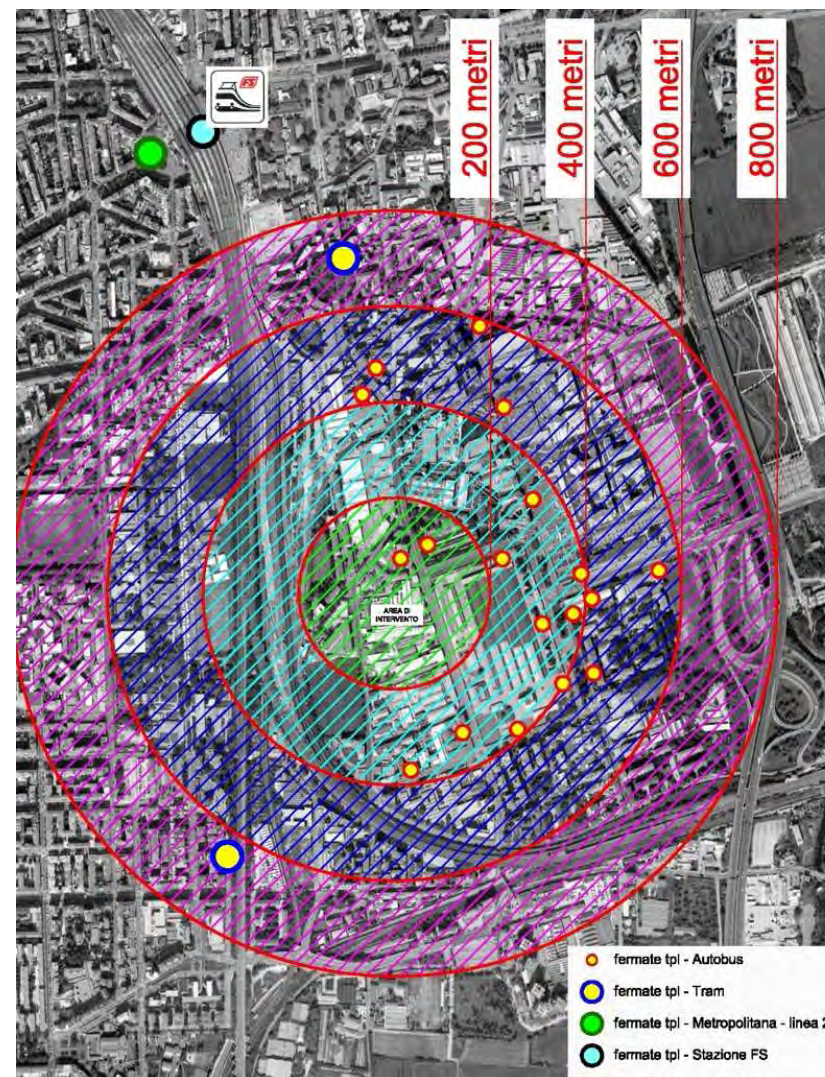 FS
200 metri
400 metri
600 metri
800 metri
AREA DI
INTERVENTO
fermate tpl - Autobus
fermate tpl - Tram
fermate tpl - Metropolitana - linea 2
fermate tpl - Stazione FS